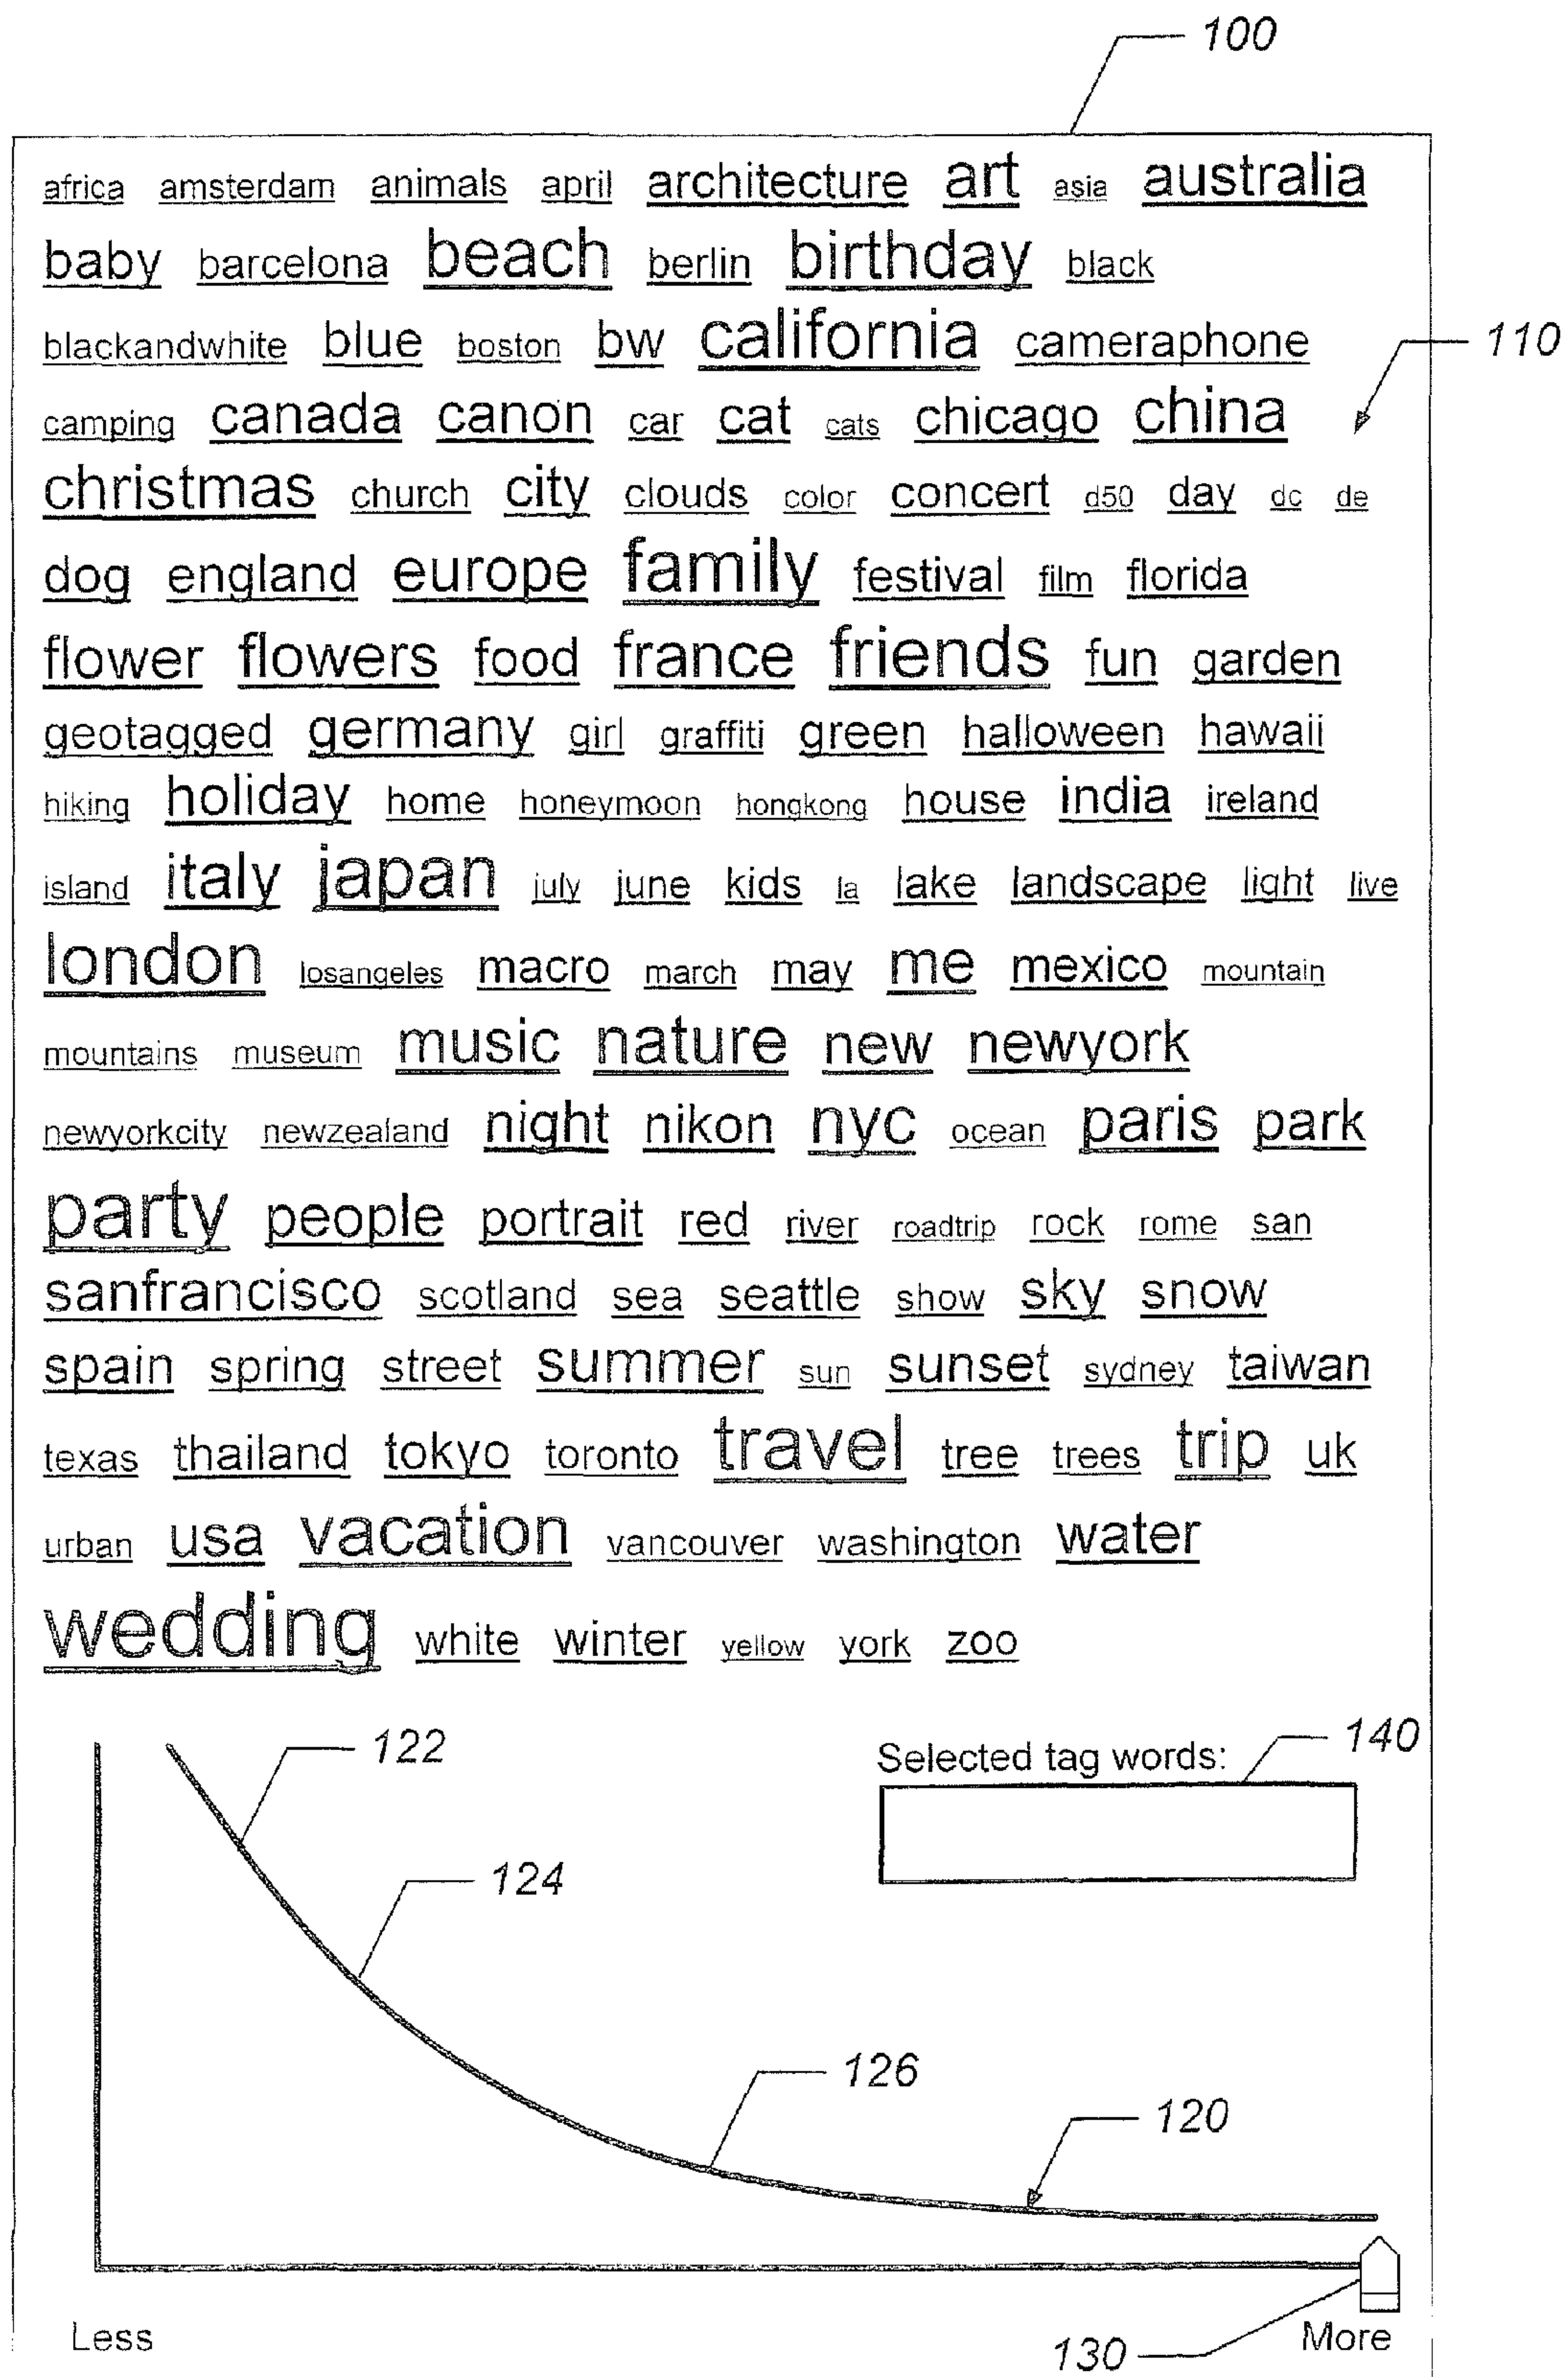 100
africa amsterdam animals april architecture art asia australia
baby barcelona beach berlin birthday black
blackandwhite blue boston bw california cameraphone
110
camping canada canon car cat cats chicago china
christmas church city clouds color concert d50 day dc de
dog england europe family festival film florida
flower flowers food france friends fun garden
geotagged germany girl graffiti green halloween hawaii
hiking holiday home honeymoon hongkong house india ireland
island italy japan july june kids la lake landscape light live
london losangeles macro march may me mexico mountain
mountains museum music nature new newyork
newyorkcity newzealand night nikon nyc ocean paris park
party people portrait red river roadtrip rock rome san
sanfrancisco scotland sea seattle show sky snow
spain spring street summer sun sunset sydney taiwan
texas thailand tokyo toronto travel tree trees trip uk
urban usa vacation vancouver washington water
wedding white winter yellow york zoo
122
Selected tag words:
140
124
126
120
Less
130
More